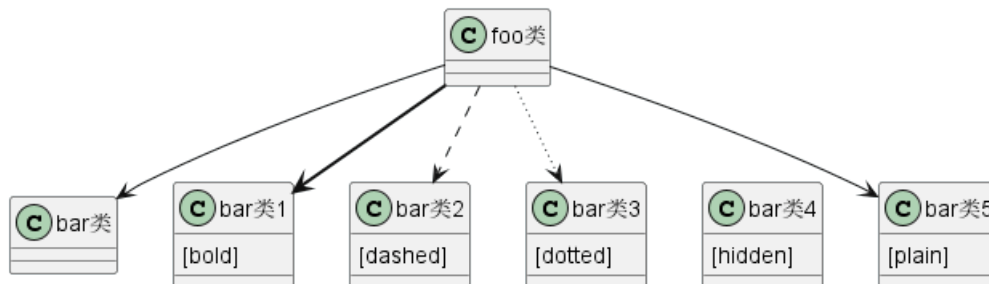 C foo类
C bar类
C bar类1
[bold]
C bar类2
[dashed]
C bar类3
[dotted]
C bar类4
[hidden]
C bar类5
[plain]